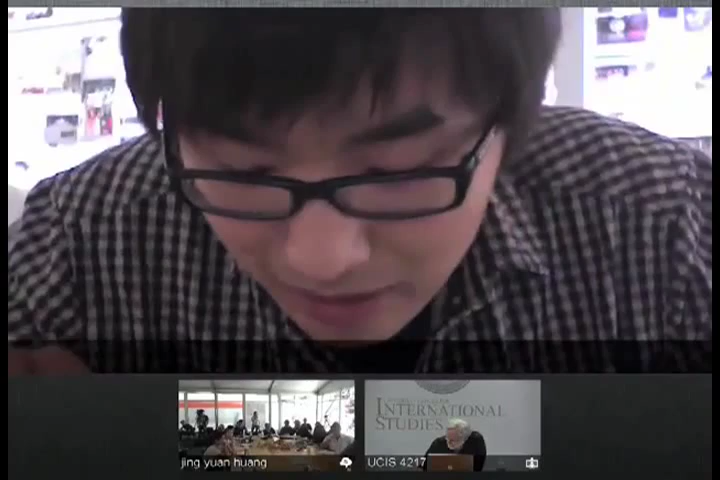 INTERNATIONAL
STUDIES
jing yuan huang
UCIS 4217